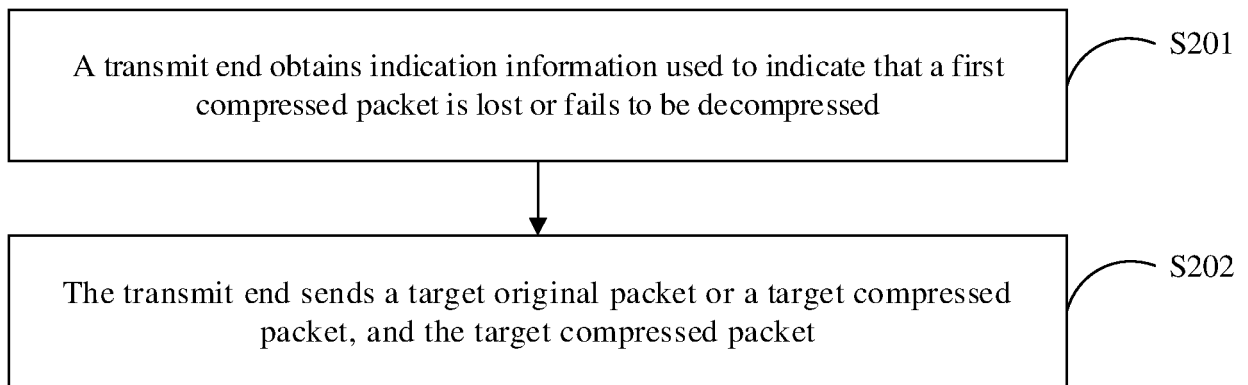 A transmit end obtains indication information used to indicate that a first
compressed packet is lost or fails to be decompressed
S201
The transmit end sends a target original packet or a target compressed
packet, and the target compressed packet
S202